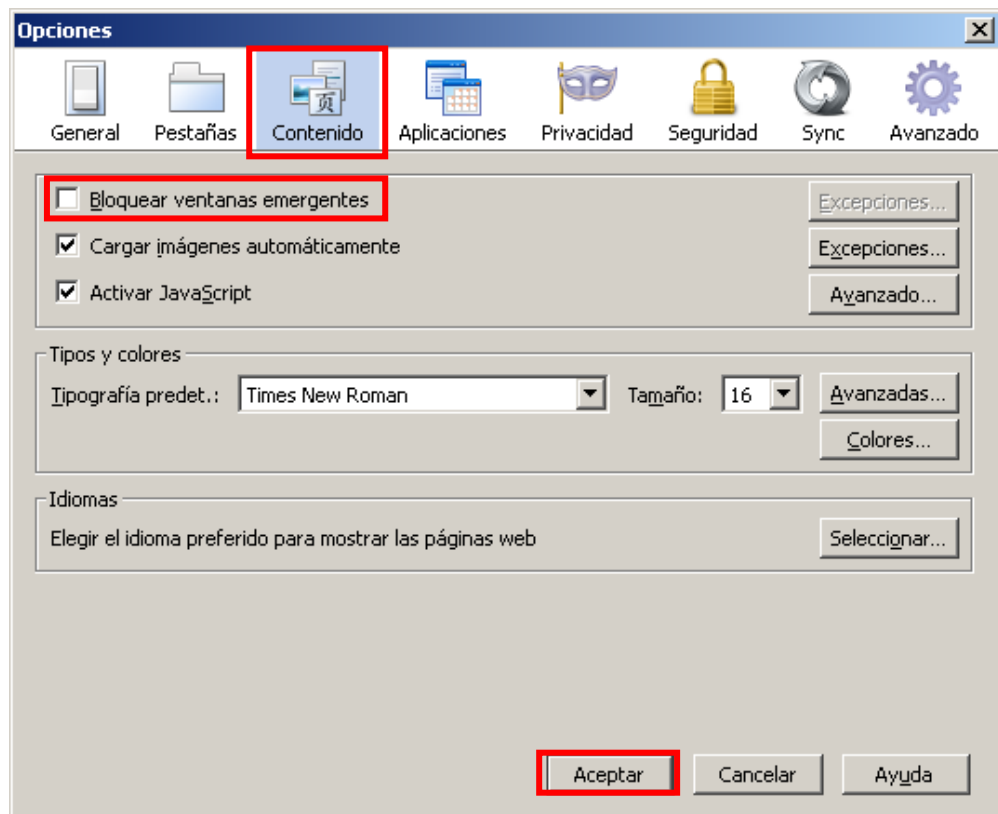 Opciones
General Pestañas Contenido Aplicaciones Privacidad Seguridad Sync Avanzado
页
Bloquear ventanas emergentes Excepciones...
Cargar imágenes automáticamente Excepciones...
Activar JavaScript Avanzado...
Tipos y colores
Tipografía predet.: Times New Roman Tamaño: 16 Avanzadas...
Colores...
Idiomas
Elegir el idioma preferido para mostrar las páginas web Seleccionar...
Aceptar Cancelar Ayuda